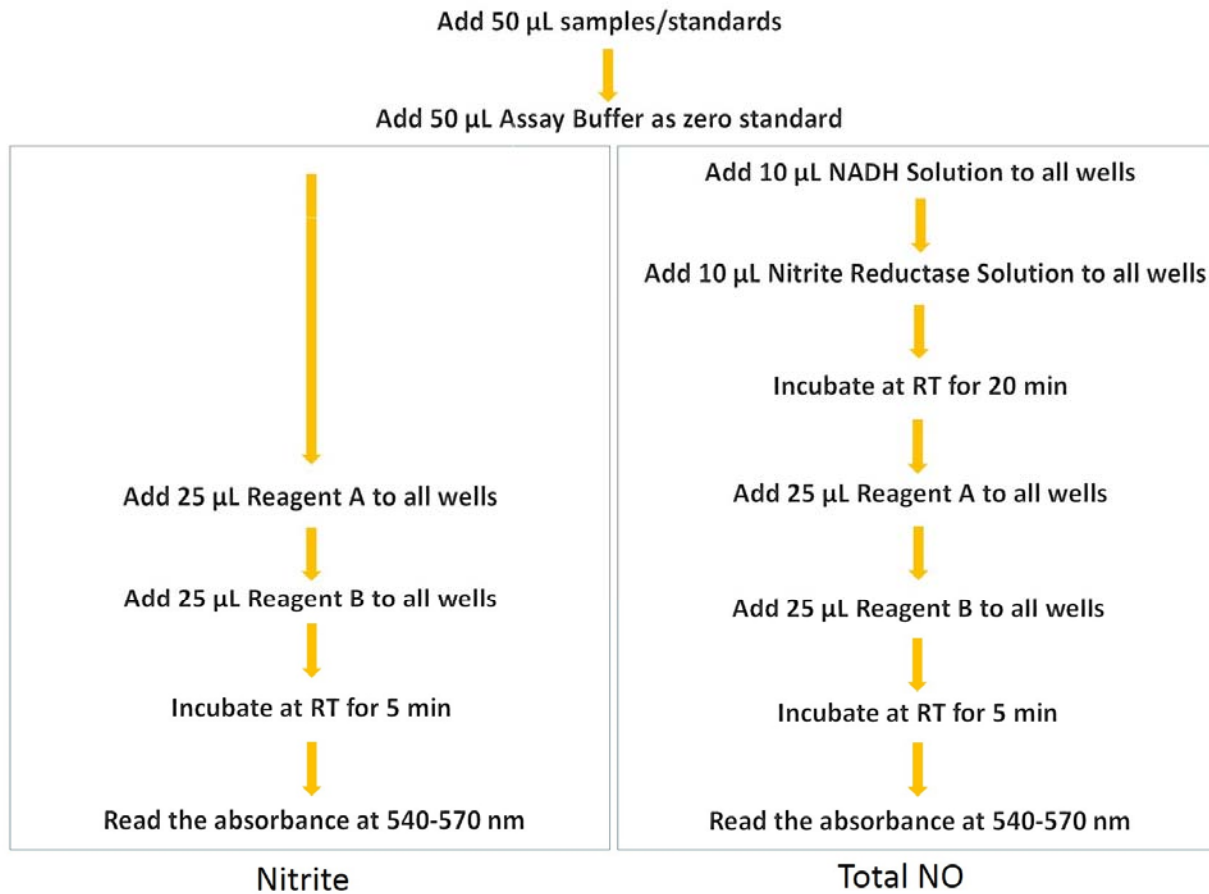 Add 50 µL samples/standards
Add 50 µL Assay Buffer as zero standard
Add 25 µL Reagent A to all wells
Add 25 µL Reagent B to all wells
Incubate at RT for 5 min
Read the absorbance at 540-570 nm
Nitrite
Add 10 µL NADH Solution to all wells
Add 10 µL Nitrite Reductase Solution to all wells
Incubate at RT for 20 min
Add 25 µL Reagent A to all wells
Add 25 µL Reagent B to all wells
Incubate at RT for 5 min
Read the absorbance at 540-570 nm
Total NO